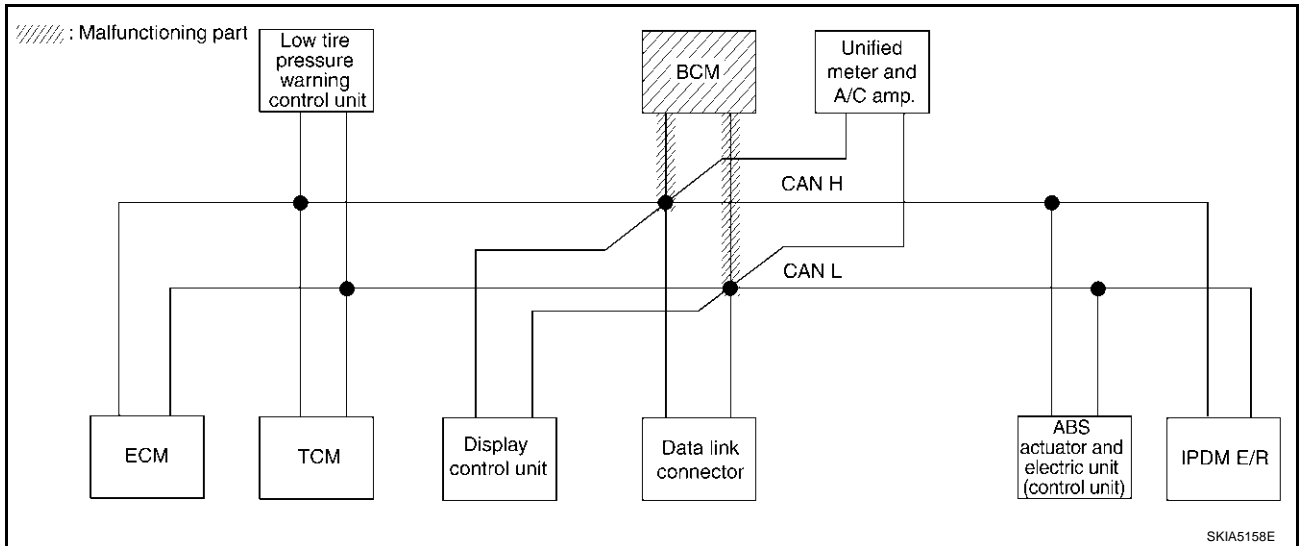 : Malfunctioning part
Low tire
pressure
warning
control unit
BCM
Unified
meter and
A/C amp.
CAN H
CAN L
ECM
TCM
Display
control unit
Data link
connector
ABS
actuator and
electric unit
(control unit)
IPDM E/R
SKIA5158E